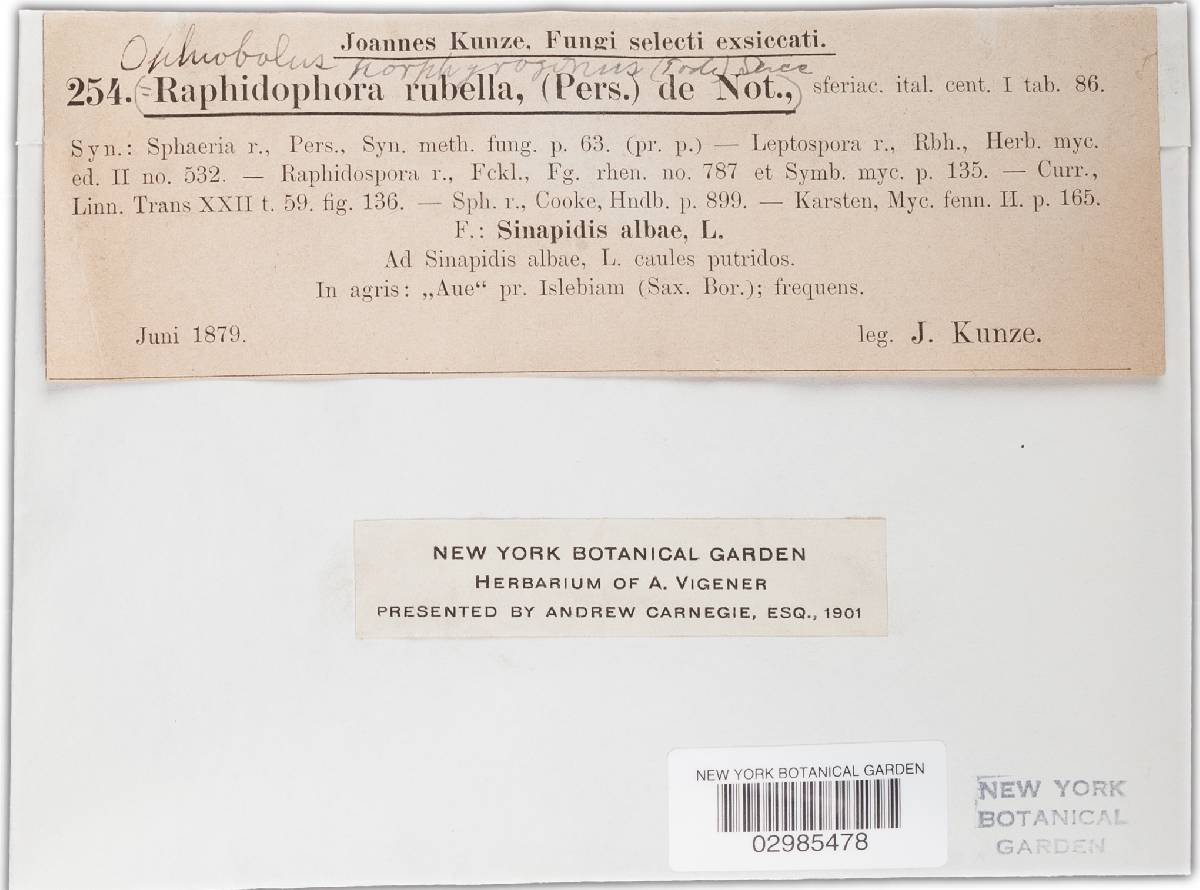 Joannes Kunze. Fungi selecti exsiccati.
Ophiobolus porphyrogonus (Tode) Sacc
254. (= Raphidophora rubella, (Pers.) de Not.,) sferiac. ital. cent. I tab. 86.
Syn.: Sphaeria r., Pers., Syn. meth. fung. p. 63. (pr. p.) — Leptospora r., Rbh., Herb. myc.
ed. II no. 532. — Raphidospora r., Fckl., Fg. rhen. no. 787 et Symb. myc. p. 135. — Curr.,
Linn. Trans XXII t. 59. fig. 136. — Sph. r., Cooke, Hndb. p. 899. — Karsten, Myc. fenn. II. p. 165.
F.: Sinapidis albae, L.
Ad Sinapidis albae, L. caules putridos.
In agris: „Aue“ pr. Islebiam (Sax. Bor.); frequens.
Juni 1879. leg. J. Kunze.
NEW YORK BOTANICAL GARDEN
HERBARIUM OF A. VIGENER
PRESENTED BY ANDREW CARNEGIE, ESQ., 1901
NEW YORK BOTANICAL GARDEN
02985478
NEW YORK
BOTANICAL
GARDEN